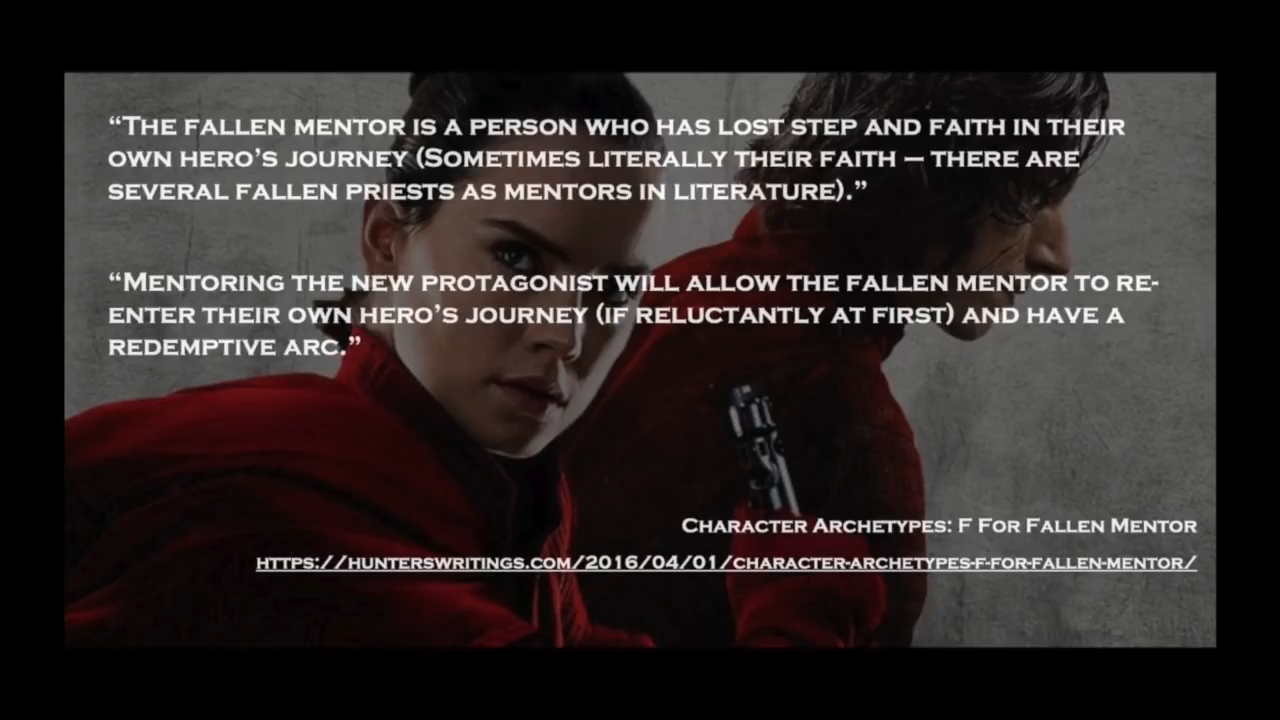 “The fallen mentor is a person who has lost step and faith in their
own hero’s journey (Sometimes literally their faith – there are
several fallen priests as mentors in literature).”
“Mentoring the new protagonist will allow the fallen mentor to re-
enter their own hero’s journey (if reluctantly at first) and have a
redemptive arc.”
Character Archetypes: F For Fallen Mentor
https://hunterswritings.com/2016/04/01/character-archetypes-f-for-fallen-mentor/